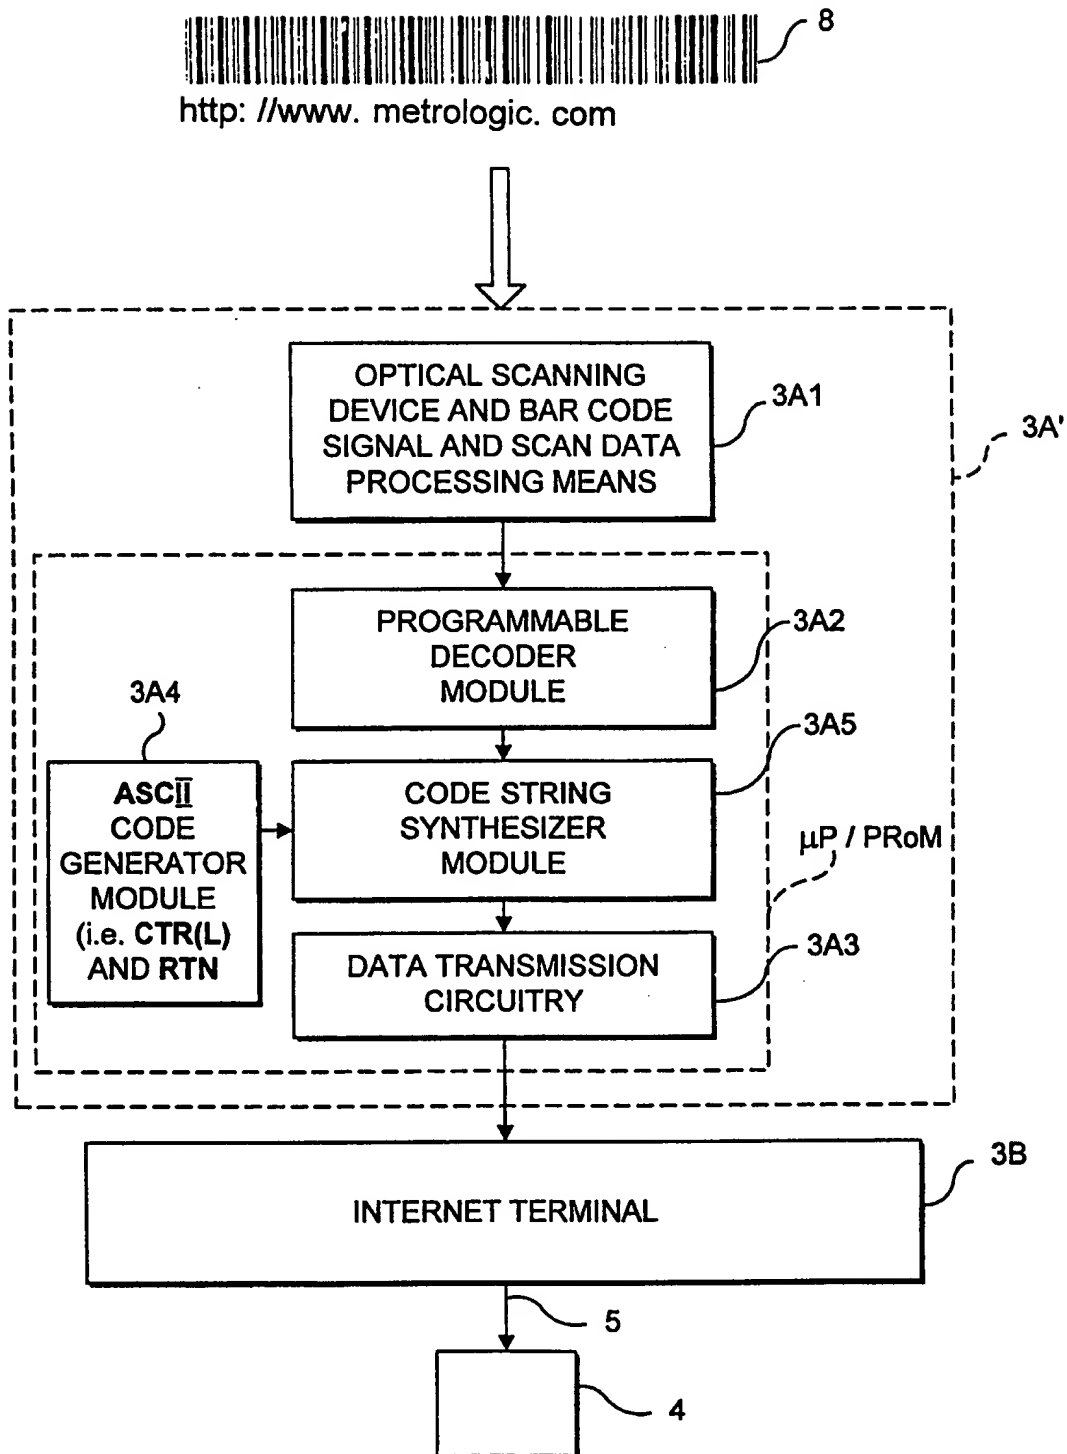 8
http: //www. metrologic. com
OPTICAL SCANNING
DEVICE AND BAR CODE
SIGNAL AND SCAN DATA
PROCESSING MEANS
3A1
3A'
PROGRAMMABLE
DECODER
MODULE
3A2
3A4
3A5
ASCII
CODE
GENERATOR
MODULE
(i.e. CTR(L)
AND RTN
CODE STRING
SYNTHESIZER
MODULE
µP / PRoM
3A3
DATA TRANSMISSION
CIRCUITRY
3B
INTERNET TERMINAL
5
4